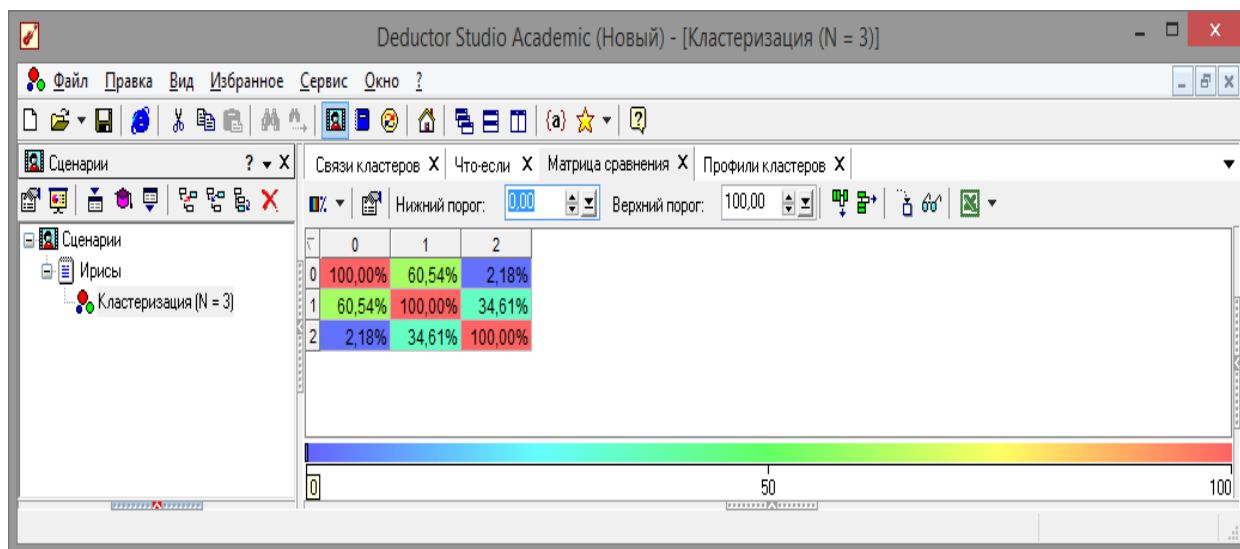 Deductor Studio Academic (Новый) - [Кластеризация (N = 3)]
Файл Правка Вид Избранное Сервис Окно ?
{a} ?
Сценарии ? X
Связи кластеров X Что-если X Матрица сравнения X Профили кластеров X
Нижний порог: 0,00 Верхний порог: 100,00
Сценарии
Ирисы
Кластеризация (N = 3)
0 1 2
0 100,00% 60,54% 2,18%
1 60,54% 100,00% 34,61%
2 2,18% 34,61% 100,00%
0 50 100